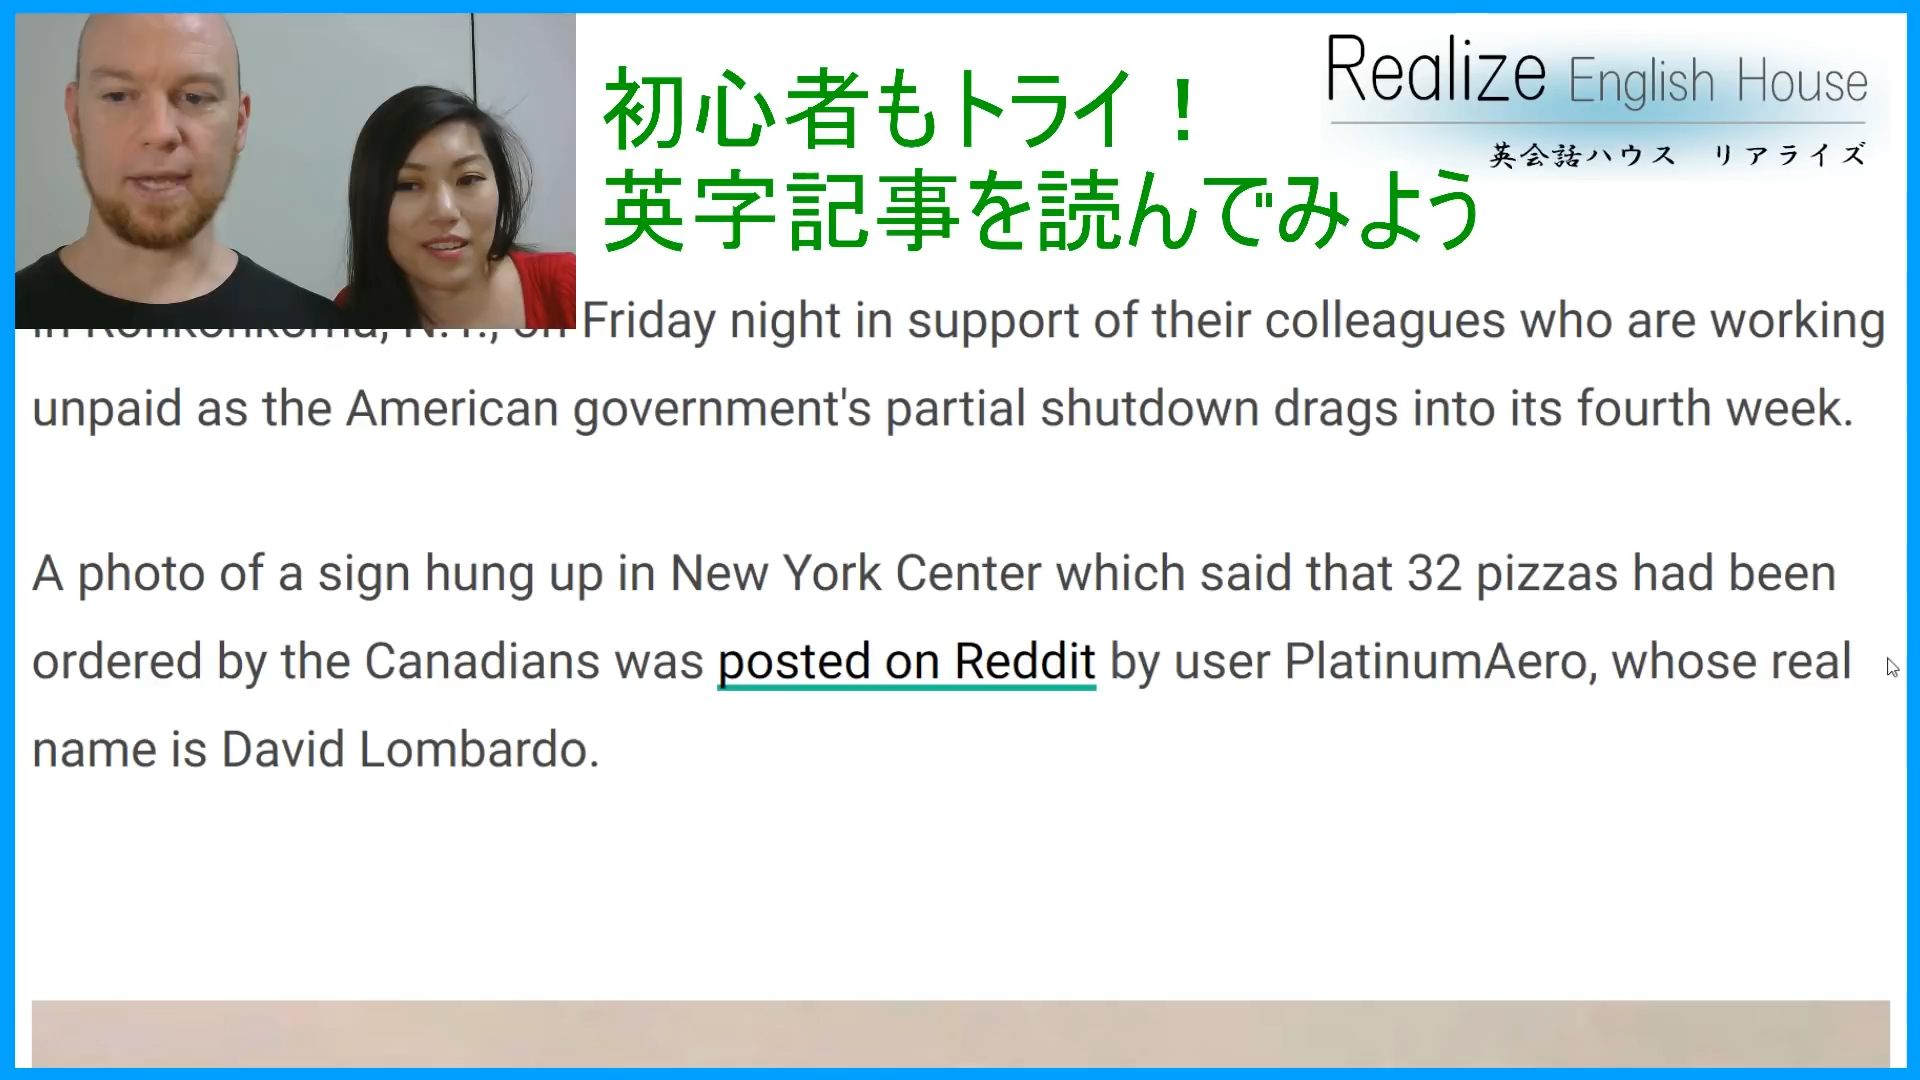 初心者もトライ！
英字記事を読んでみよう
Realize English House
英会話ハウス リアライズ
Friday night in support of their colleagues who are working
unpaid as the American government's partial shutdown drags into its fourth week.
A photo of a sign hung up in New York Center which said that 32 pizzas had been
ordered by the Canadians was posted on Reddit by user PlatinumAero, whose real
name is David Lombardo.